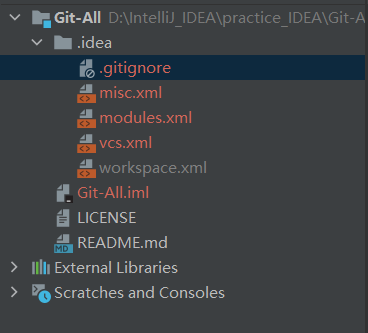 Git-All D:\IntelliJ_IDEA\practice_IDEA\Git-A
.idea
.gitignore
misc.xml
modules.xml
vcs.xml
workspace.xml
Git-All.iml
LICENSE
MD README.md
External Libraries
Scratches and Consoles